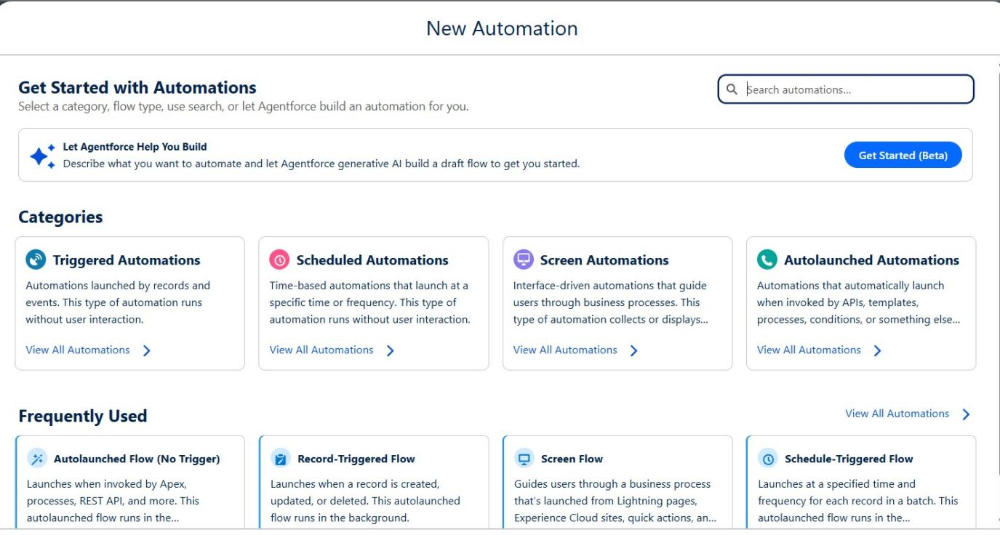 New Automation
Get Started with Automations
Search automations...
Select a category, flow type, use search, or let Agentforce build an automation for you.
Let Agentforce Help You Build
Describe what you want to automate and let Agentforce generative AI build a draft flow to get you started.
Get Started (Beta)
Categories
Triggered Automations
Automations launched by records and
events. This type of automation runs
without user interaction.
View All Automations
Scheduled Automations
Time-based automations that launch at a
specific time or frequency. This type of
automation runs without user interaction.
View All Automations
Screen Automations
Interface-driven automations that guide
users through business processes. This
type of automation collects or displays...
View All Automations
Autolaunched Automations
Automations that automatically launch
when invoked by APIs, templates,
processes, conditions, or something else...
View All Automations
Frequently Used
View All Automations
Autolaunched Flow (No Trigger)
Launches when invoked by Apex,
processes, REST API, and more. This
autolaunched flow runs in the...
Record-Triggered Flow
Launches when a record is created,
updated, or deleted. This autolaunched
flow runs in the background.
Screen Flow
Guides users through a business process
that's launched from Lightning pages,
Experience Cloud sites, quick actions, an...
Schedule-Triggered Flow
Launches at a specified time and
frequency for each record in a batch. This
autolaunched flow runs in the...